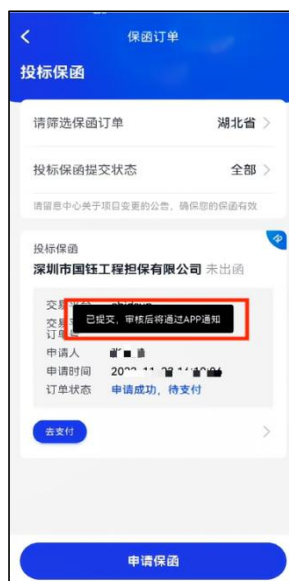 保函订单
投标保函
请筛选保函订单 湖北省
投标保函提交状态 全部
请留意中心关于项目变更的公告，确保您的保函有效
投标保函
深圳市国钰工程担保有限公司 未出函
已提交，审核后将通过APP通知
申请人
申请时间
订单状态 申请成功，待支付
去支付
申请保函